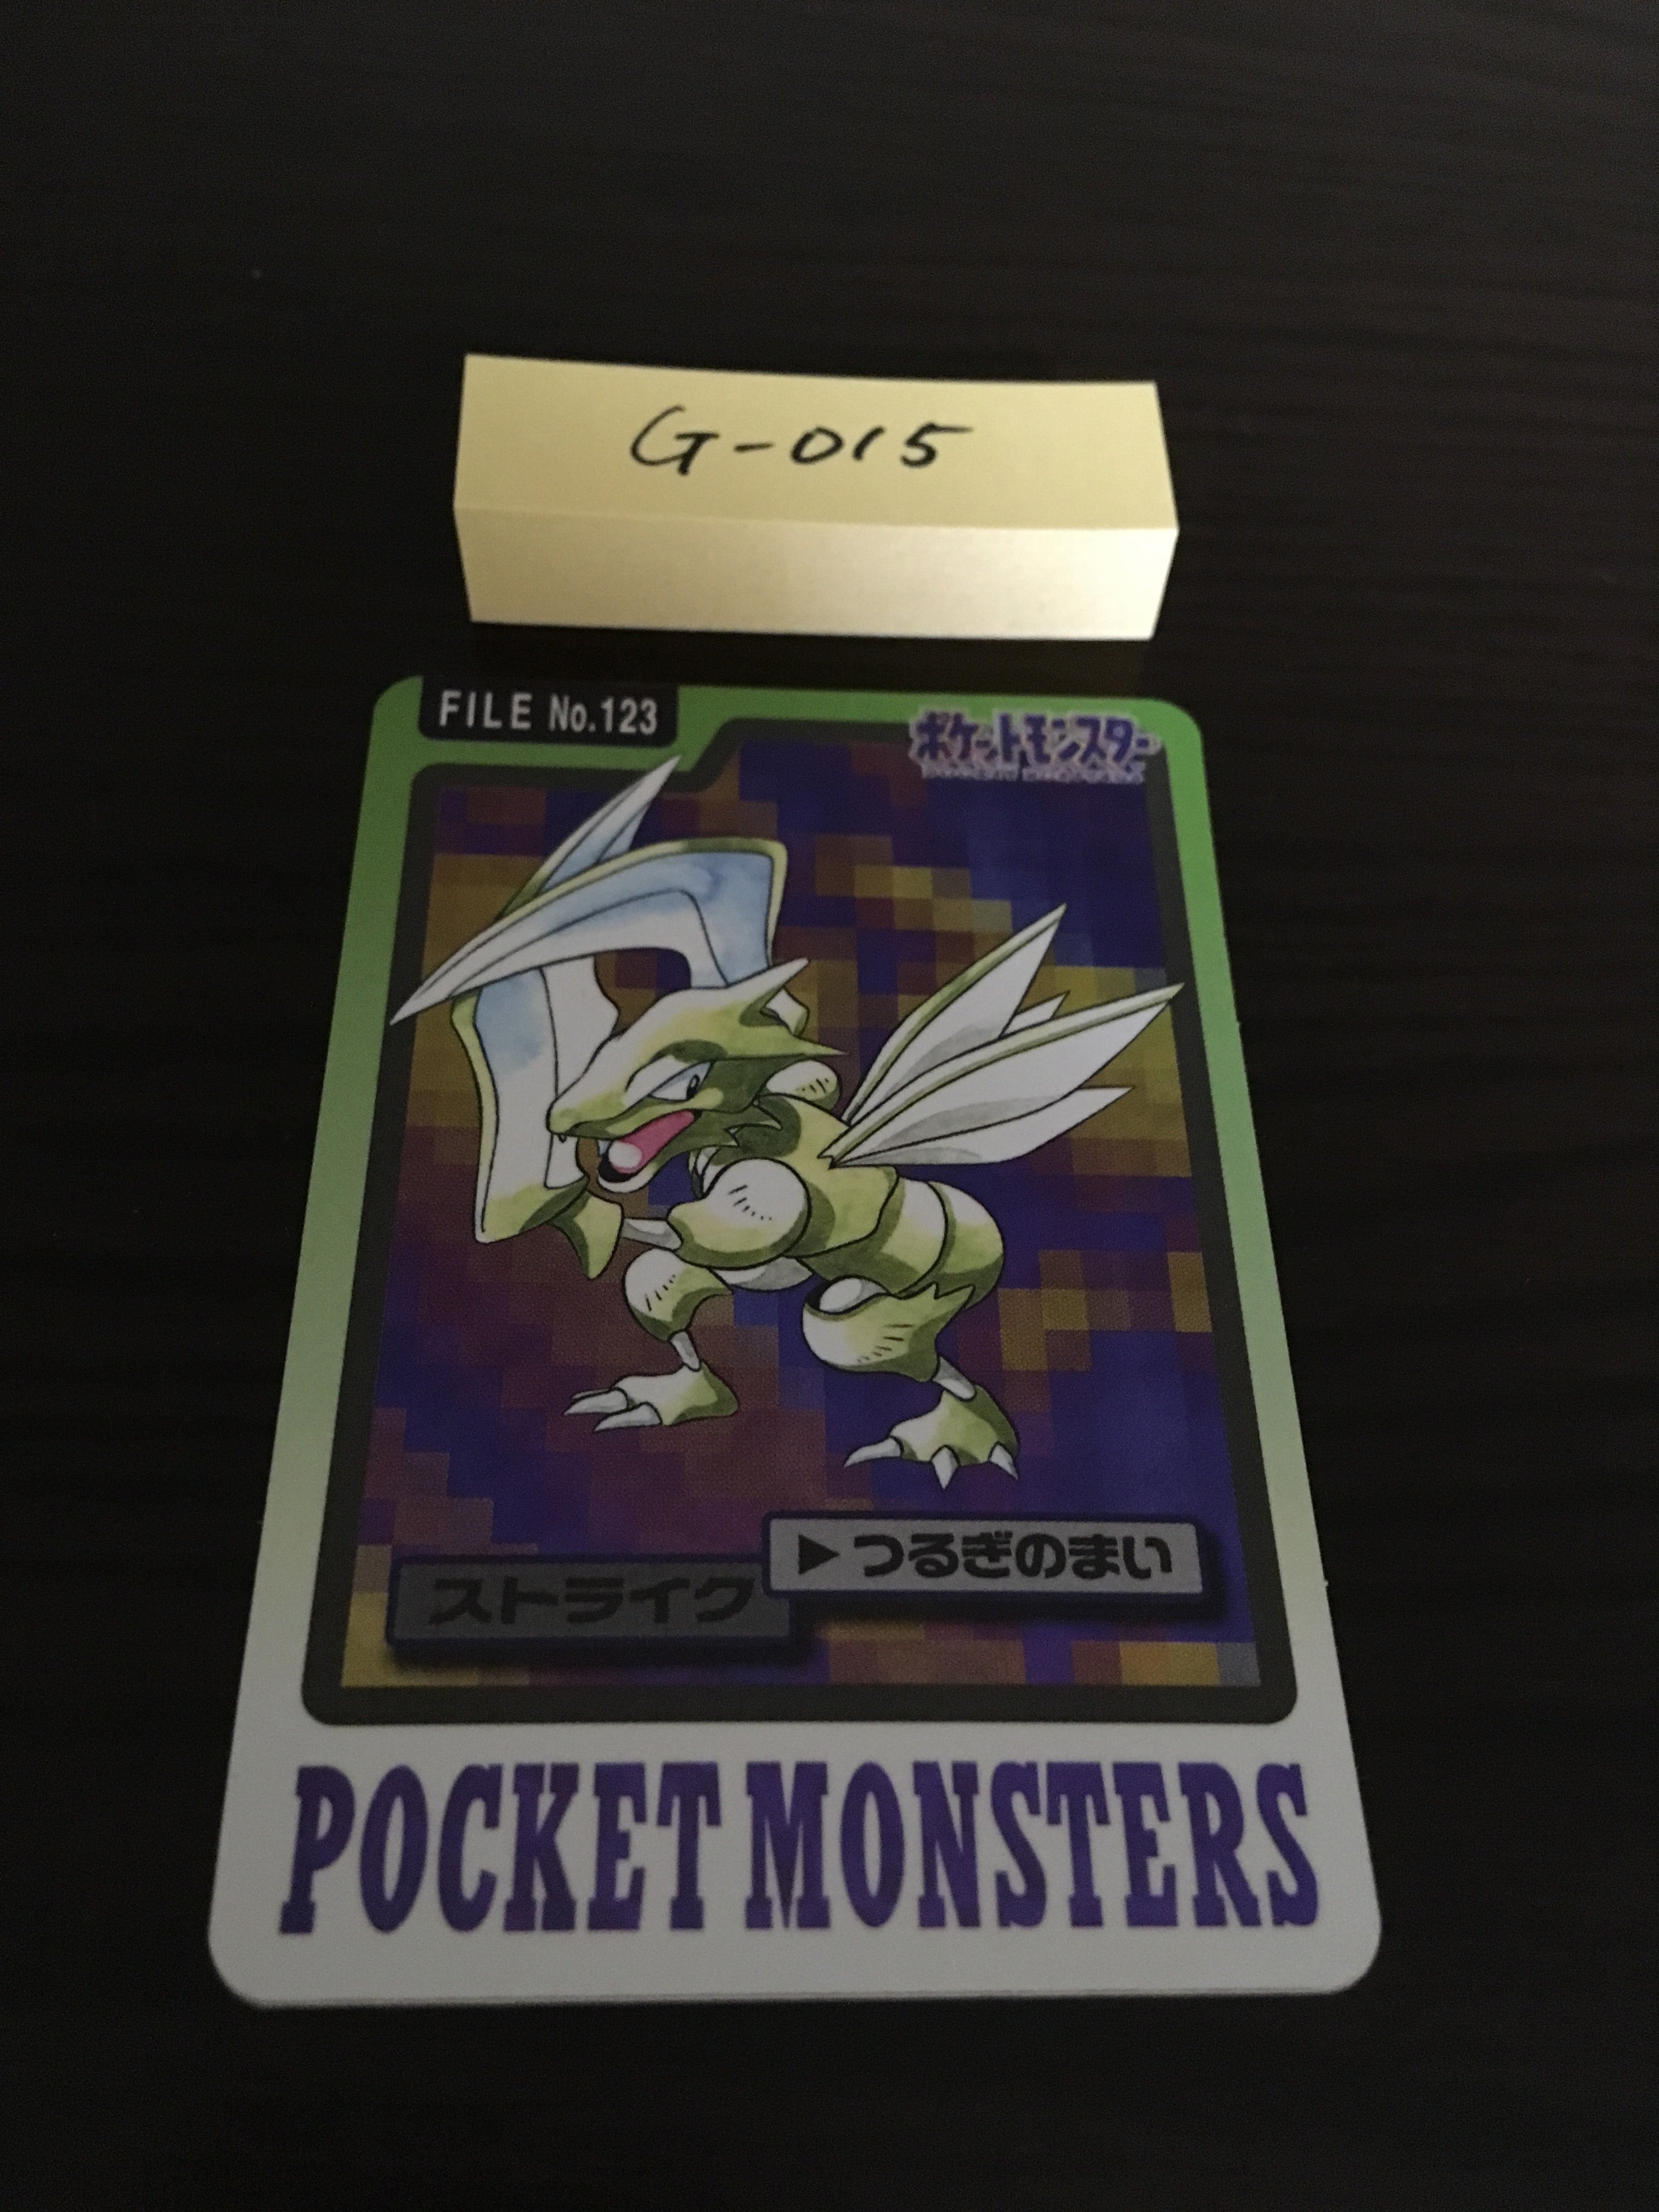 G-015
FILE No.123
ポケットモンスター
▶つるぎのまい
ストライク
POCKET MONSTERS